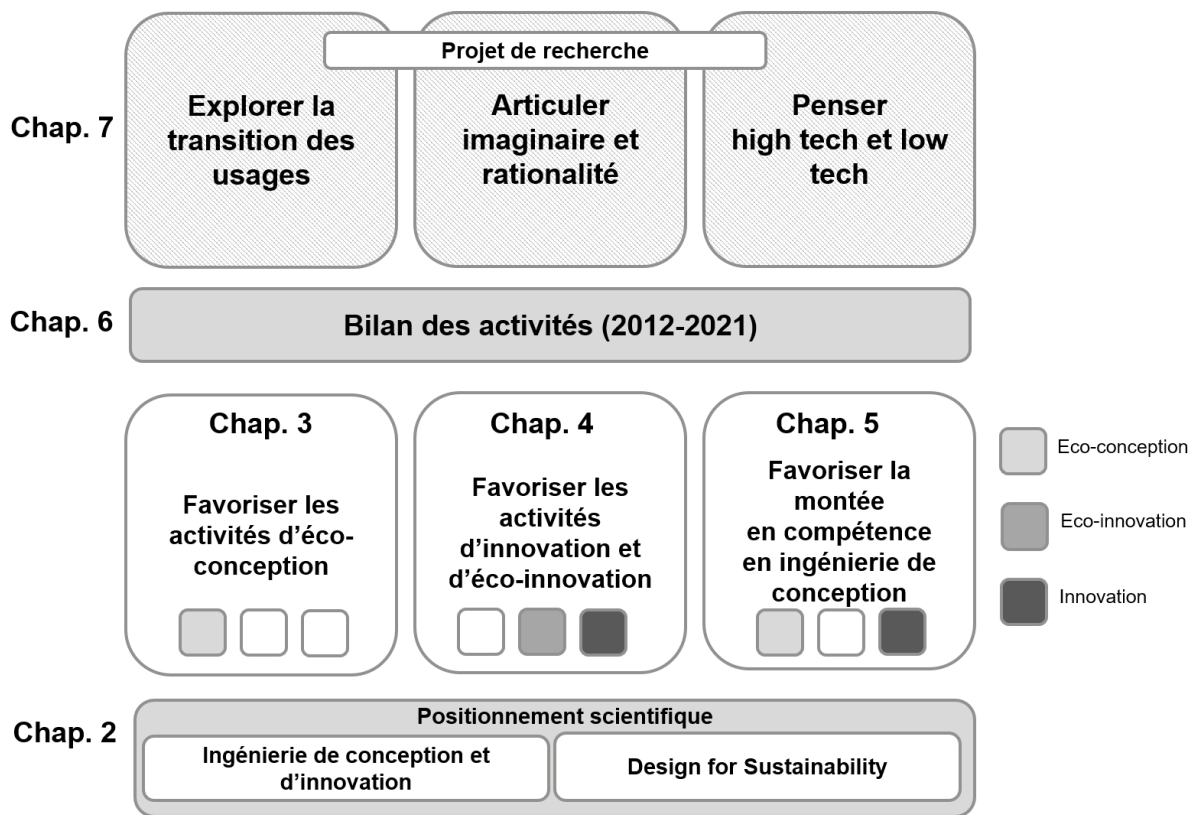 Projet de recherche
Chap. 7
Explorer la
transition des
usages
Articuler
imaginaire et
rationalité
Penser
high tech et low
tech
Chap. 6
Bilan des activités (2012-2021)
Chap. 3
Favoriser les
activités d’éco-
conception
Chap. 4
Favoriser les
activités
d’innovation et
d’éco-innovation
Chap. 5
Favoriser la
montée
en compétence
en ingénierie de
conception
Eco-conception
Eco-innovation
Innovation
Chap. 2
Positionnement scientifique
Ingénierie de conception et
d’innovation
Design for Sustainability